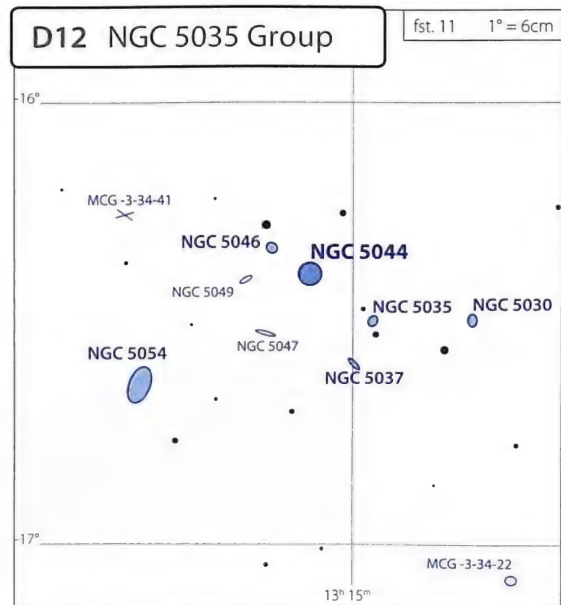 D12 NGC 5035 Group
fst. 11 1° = 6cm
-16°
MCG -3-34-41
NGC 5046
NGC 5044
NGC 5049
NGC 5035
NGC 5030
NGC 5047
NGC 5054
NGC 5037
-17°
MCG -3-34-22
13ʰ 15ᵐ